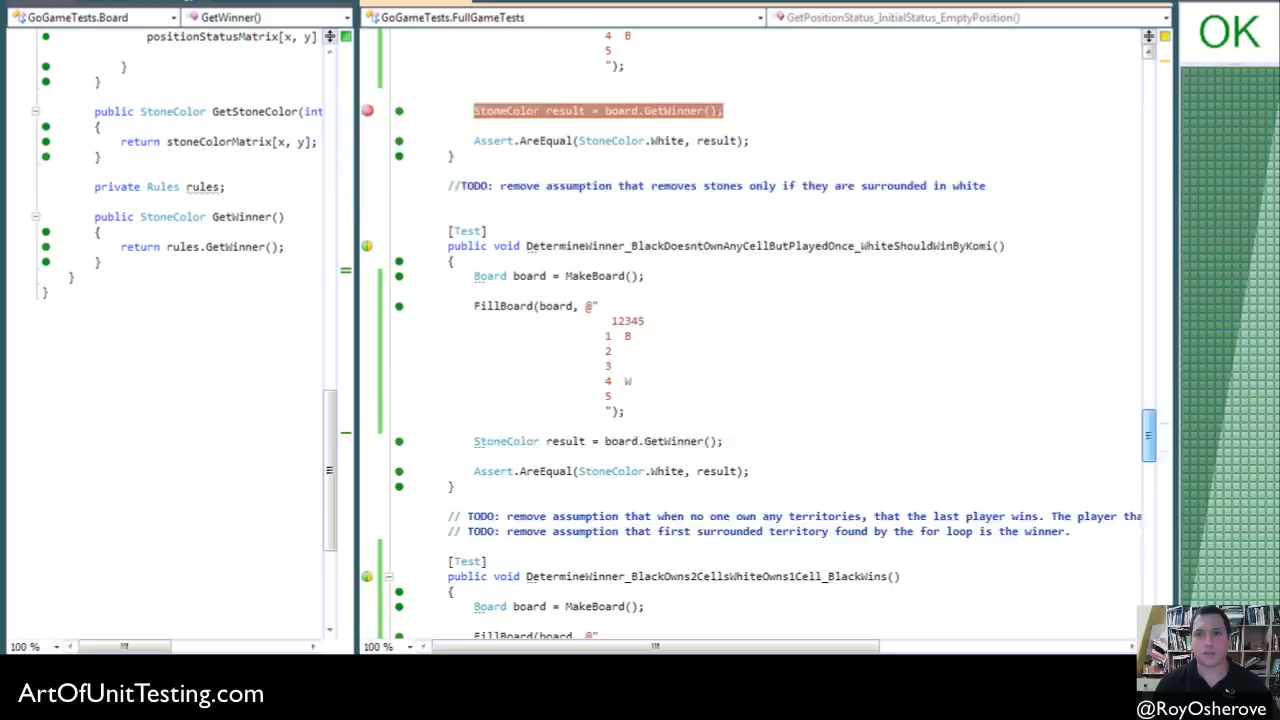 GoGameTests.Board
GetWinner()
positionStatusMatrix[x, y]
}
}
public StoneColor GetStoneColor(int
{
return stoneColorMatrix[x, y];
}
private Rules rules;
public StoneColor GetWinner()
{
return rules.GetWinner();
}
}
}
100 %
GoGameTests.FullGameTests
GetPositionStatus_InitialStatus_EmptyPosition()
4 B
5
");
StoneColor result = board.GetWinner();
Assert.AreEqual(StoneColor.White, result);
}
//TODO: remove assumption that removes stones only if they are surrounded in white
[Test]
public void DetermineWinner_BlackDoesntOwnAnyCellButPlayedOnce_WhiteShouldWinByKomi()
{
Board board = MakeBoard();
FillBoard(board, @"
12345
1 B
2
3
4 W
5
");
StoneColor result = board.GetWinner();
Assert.AreEqual(StoneColor.White, result);
}
// TODO: remove assumption that when no one own any territories, that the last player wins. The player tha
// TODO: remove assumption that first surrounded territory found by the for loop is the winner.
[Test]
public void DetermineWinner_BlackOwns2CellsWhiteOwns1Cell_BlackWins()
{
Board board = MakeBoard();
FillBoard(board, @"
100 %
OK
ArtOfUnitTesting.com
@RoyOsherove